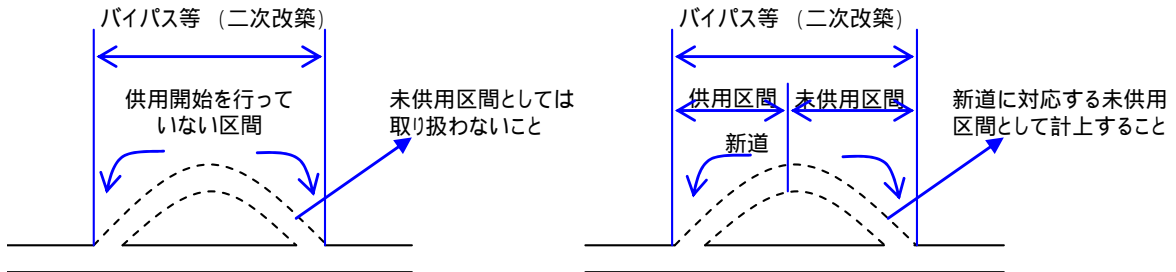 バイパス等 (二次改築)
供用開始を行って
いない区間
未供用区間としては
取り扱わないこと
バイパス等 (二次改築)
供用区間
未供用区間
新道
新道に対応する未供用
区間として計上すること